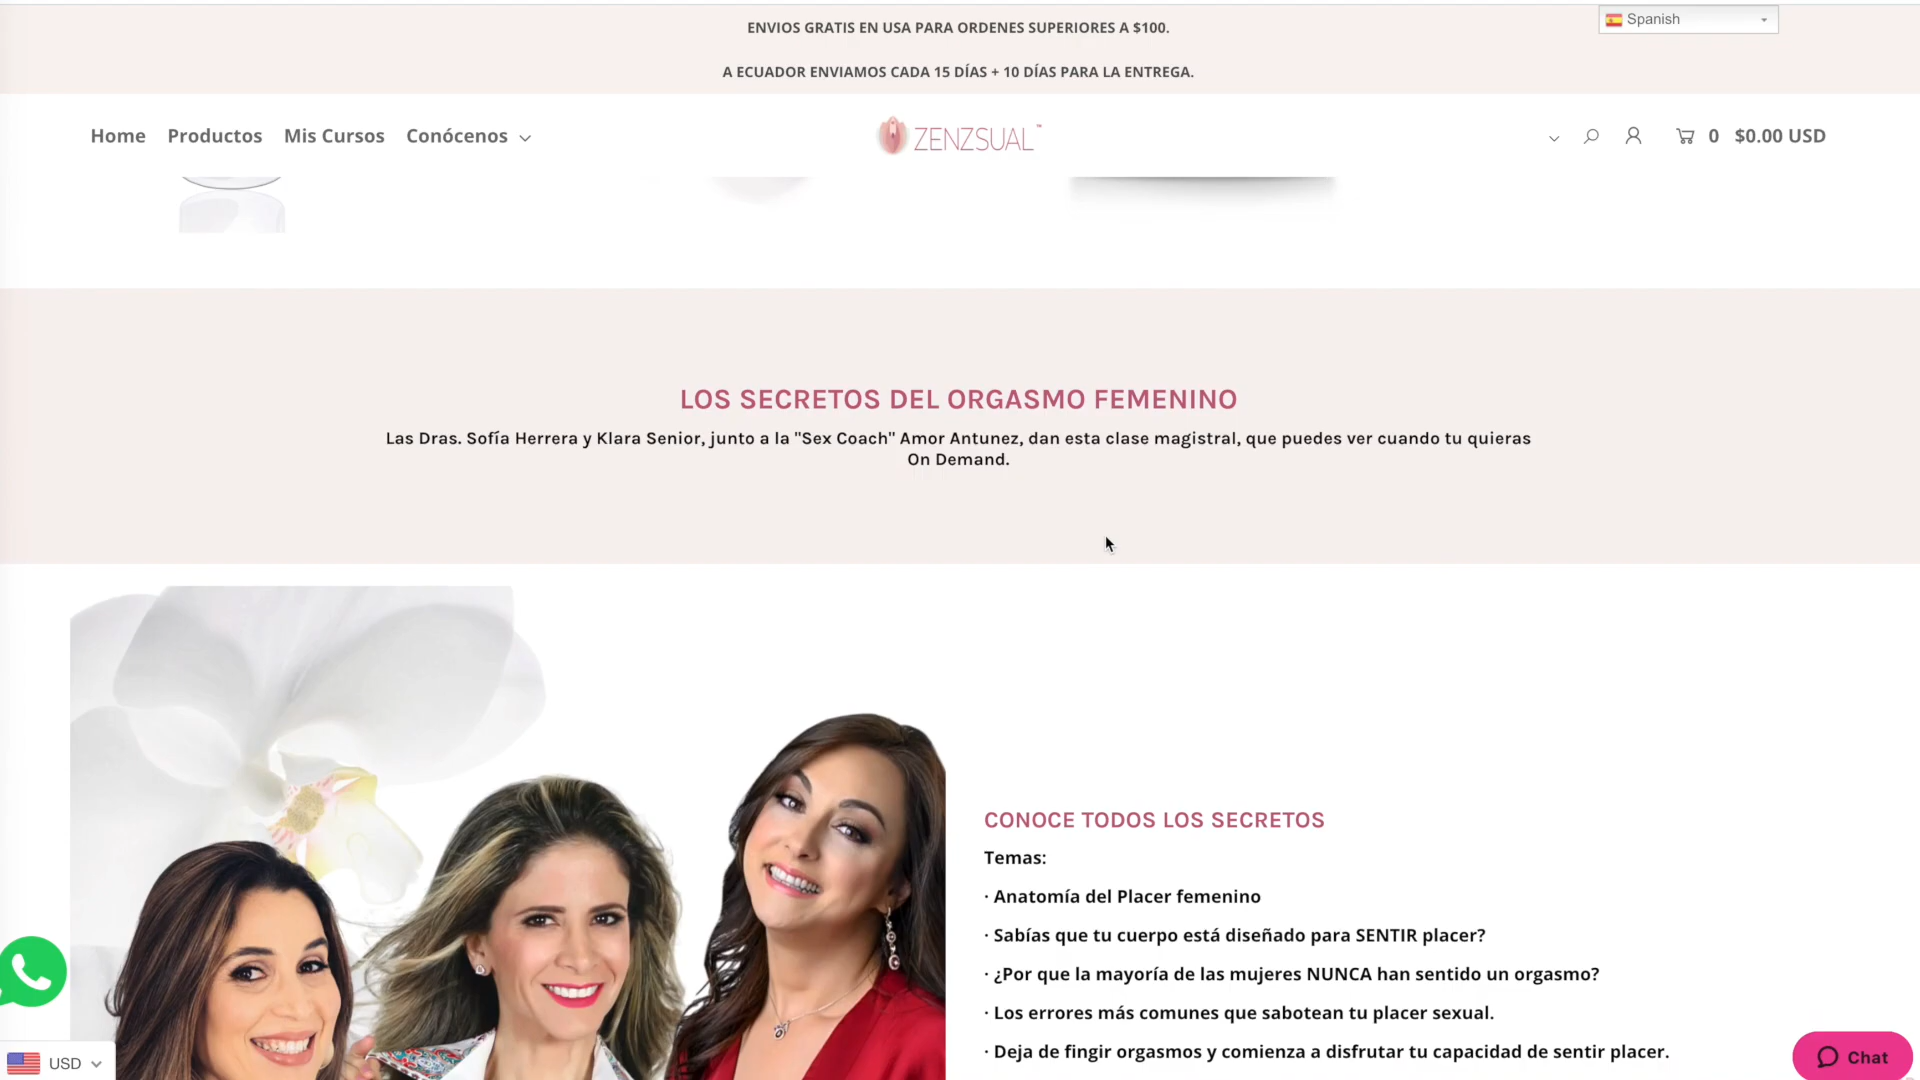 ENVIOS GRATIS EN USA PARA ORDENES SUPERIORES A $100.
Spanish
A ECUADOR ENVIAMOS CADA 15 DÍAS + 10 DÍAS PARA LA ENTREGA.
Home Productos Mis Cursos Conócenos
ZENZSUAL™
0 $0.00 USD
LOS SECRETOS DEL ORGASMO FEMENINO
Las Dras. Sofía Herrera y Klara Senior, junto a la "Sex Coach" Amor Antunez, dan esta clase magistral, que puedes ver cuando tu quieras
On Demand.
CONOCE TODOS LOS SECRETOS
Temas:
· Anatomía del Placer femenino
· Sabías que tu cuerpo está diseñado para SENTIR placer?
· ¿Por que la mayoría de las mujeres NUNCA han sentido un orgasmo?
· Los errores más comunes que sabotean tu placer sexual.
· Deja de fingir orgasmos y comienza a disfrutar tu capacidad de sentir placer.
USD
Chat